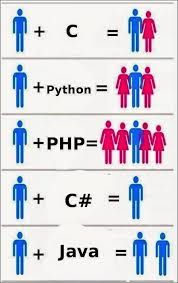 + C =
+ Python =
+PHP=
+ C# =
+ Java =